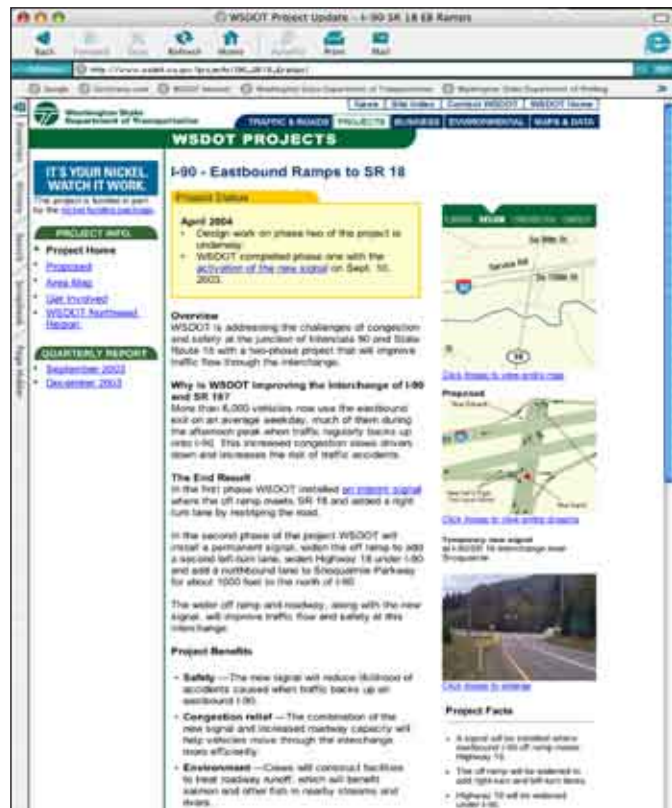 WSDOT Project Update - I-90 SR 18 EB Ramps
Back
Forward
Stop
Refresh
Home
Print
Mail
Washington State
Department of Transportation
News | Site Index | Contact WSDOT | WSDOT Home
TRAFFIC & ROADS
PROJECTS
BUSINESS
ENVIRONMENTAL
MAPS & DATA
WSDOT PROJECTS
IT'S YOUR NICKEL.
WATCH IT WORK.
This project is funded in part
for the nickel funding package.
PROJECT INFO.
Project Home
Proposed
Area Map
Get Involved
WSDOT Northwest
Region
QUARTERLY REPORT
September 2003
December 2003
I-90 - Eastbound Ramps to SR 18
Project Status
April 2004
Design work on phase two of the project is
underway.
WSDOT completed phase one with the
activation of the new signal on Sept. 10,
2003.
Overview
WSDOT is addressing the challenges of congestion
and safety at the junction of Interstate 90 and State
Route 18 with a two-phase project that will improve
traffic flow through the interchange.
Why is WSDOT improving the interchange of I-90
and SR 18?
More than 6,000 vehicles now use the eastbound
exit on an average weekday, much of them during
the afternoon peak when traffic regularly backs up
onto I-90. This increased congestion slows drivers
down and increases the risk of traffic accidents.
The End Result
In the first phase WSDOT installed an interim signal
where the off ramp meets SR 18 and added a right
turn lane by restriping the road.
In the second phase of the project WSDOT will
install a permanent signal, widen the off ramp to add
a second left-turn lane, widen Highway 18 under I-90
and add a northbound lane to Snoqualmie Parkway
for about 1000 feet to the north of I-90.
The wider off ramp and roadway, along with the new
signal, will improve traffic flow and safety at this
interchange.
Project Benefits
Safety —The new signal will reduce likelihood of
accidents caused when traffic backs up on
eastbound I-90.
Congestion relief —The combination of the
new signal and increased roadway capacity will
help vehicles move through the interchange
more efficiently.
Environment —Crews will construct facilities
to treat roadway runoff, which will benefit
salmon and other fish in nearby streams and
rivers.
Service Rd
90
18
Click image to view entire map
Proposed
Click image to view entire diagram
Temporary new signal
at I-90/SR 18 interchange near
Snoqualmie
Click image to enlarge
Project Facts
A signal will be installed where
eastbound I-90 off ramp meets
Highway 18.
The off ramp will be widened to
add right-turn and left-turn lanes.
Highway 18 will be widened
under I-90.